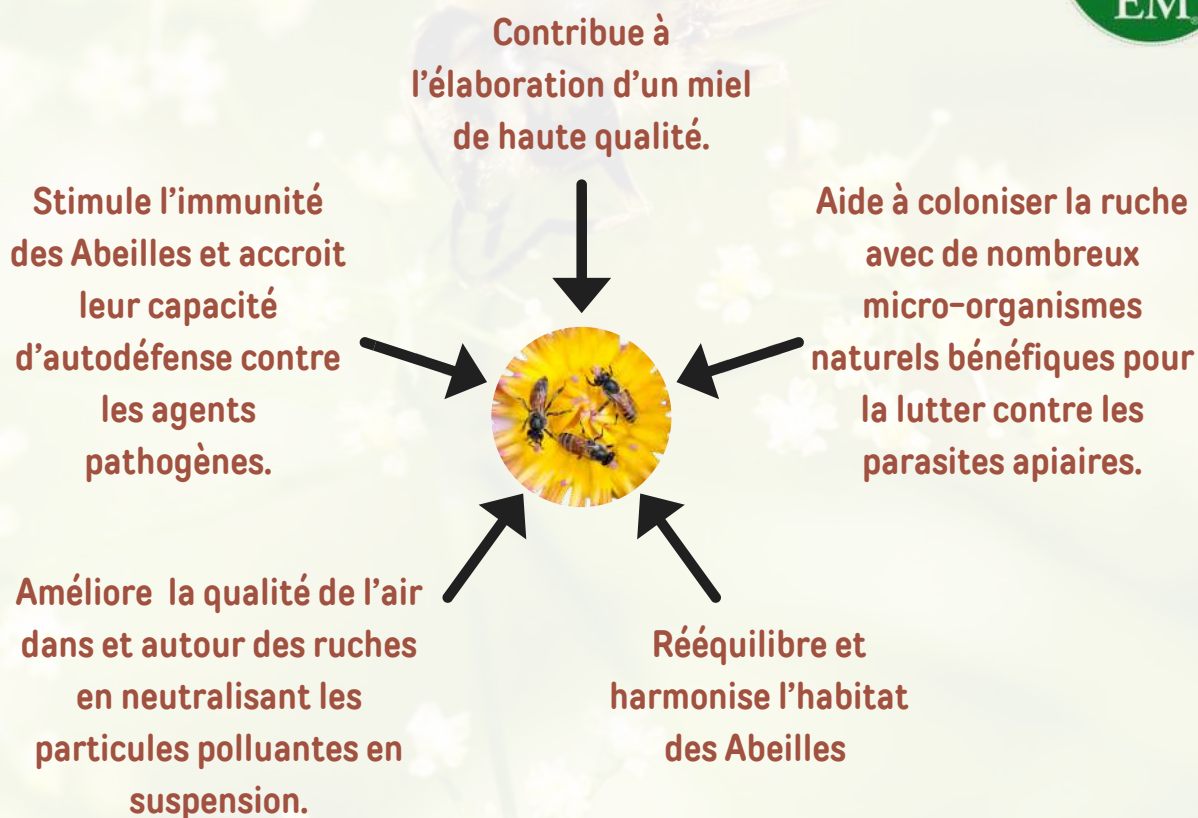 EM
Contribue à
l'élaboration d'un miel
de haute qualité.
Stimule l'immunité
des Abeilles et accroit
leur capacité
d'autodéfense contre
les agents
pathogènes.
Aide à coloniser la ruche
avec de nombreux
micro-organismes
naturels bénéfiques pour
la lutter contre les
parasites apiaires.
Améliore  la qualité de l'air
dans et autour des ruches
en neutralisant les
particules polluantes en
suspension.
Rééquilibre et
harmonise l'habitat
des Abeilles